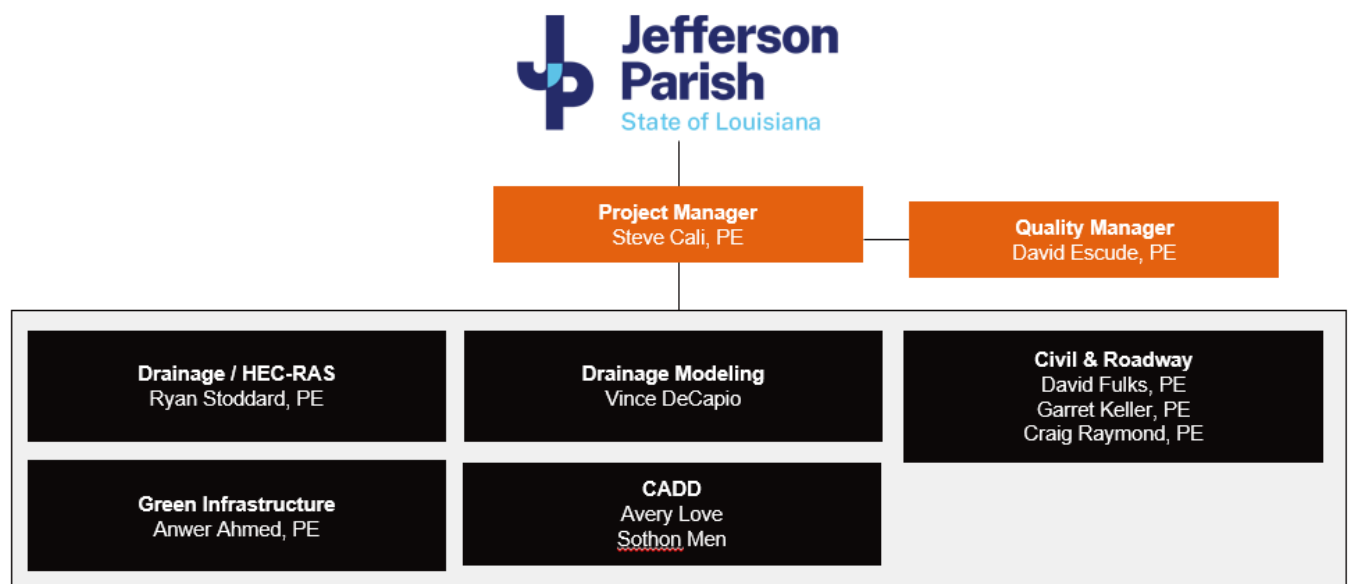 Jefferson
Parish
State of Louisiana
Project Manager
Steve Cali, PE
Quality Manager
David Escude, PE
Drainage / HEC-RAS
Ryan Stoddard, PE
Drainage Modeling
Vince DeCapio
Civil & Roadway
David Fulks, PE
Garret Keller, PE
Craig Raymond, PE
Green Infrastructure
Anwer Ahmed, PE
CADD
Avery Love
Sothon Men